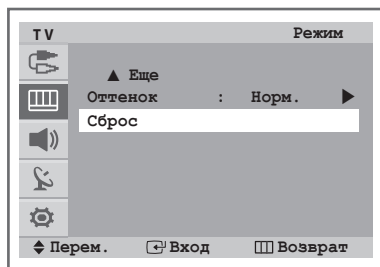 TV Режим
▲ Еще
Оттенок : Норм. ▶
Сброс
Перем. Вход Возврат